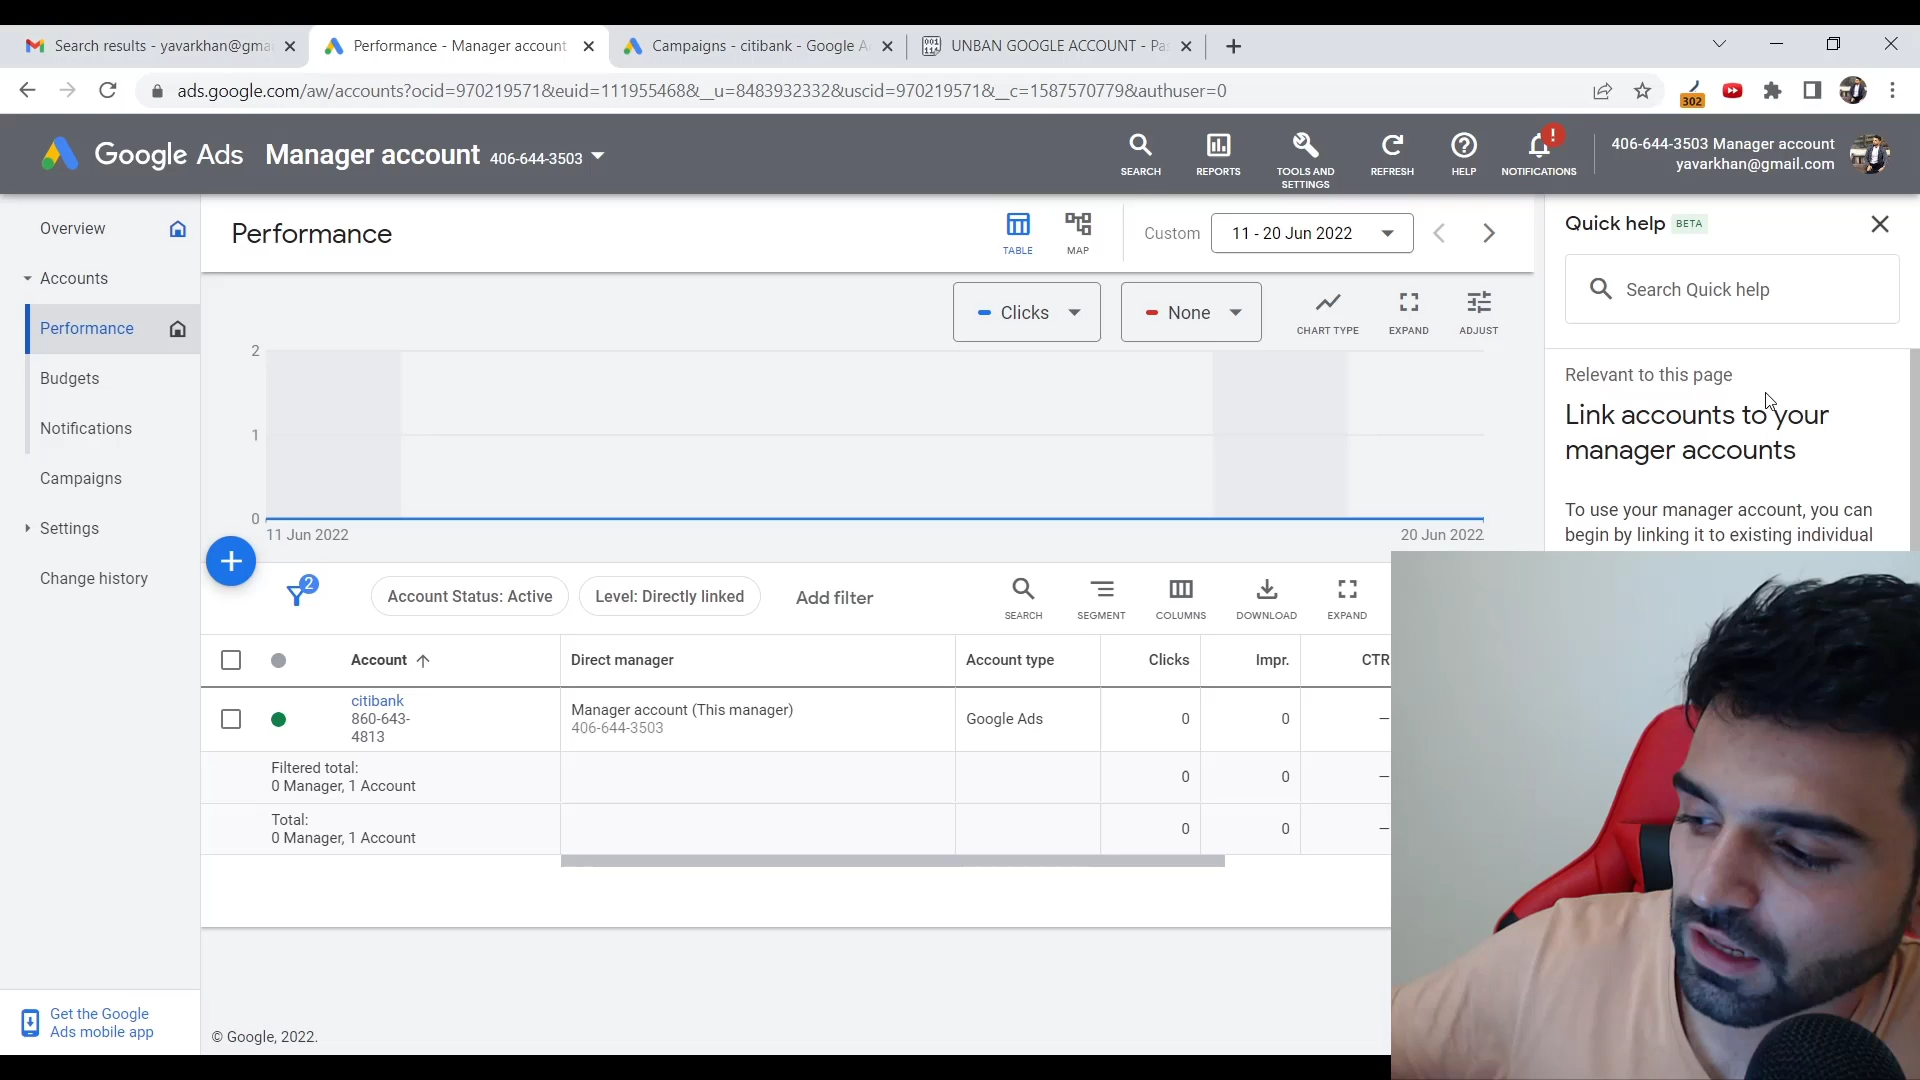 Search results - yavarkhan@gma
Performance - Manager account
Campaigns - citibank - Google A
UNBAN GOOGLE ACCOUNT - Pa
ads.google.com/aw/accounts?ocid=970219571&euid=111955468&__u=8483932332&uscid=970219571&__c=1587570779&authuser=0
302
Google Ads
Manager account 406-644-3503
SEARCH
REPORTS
TOOLS AND
SETTINGS
REFRESH
HELP
!
NOTIFICATIONS
406-644-3503 Manager account
yavarkhan@gmail.com
Overview
Accounts
Performance
Budgets
Notifications
Campaigns
Settings
Change history
Get the Google
Ads mobile app
Performance
TABLE
MAP
Custom
11 - 20 Jun 2022
Clicks
None
CHART TYPE
EXPAND
ADJUST
2
1
0
11 Jun 2022
20 Jun 2022
2
Account Status: Active
Level: Directly linked
Add filter
SEARCH
SEGMENT
COLUMNS
DOWNLOAD
EXPAND
Account
Direct manager
Account type
Clicks
Impr.
CTR
citibank
860-643-
4813
Manager account (This manager)
406-644-3503
Google Ads
0
0
—
Filtered total:
0 Manager, 1 Account
0
0
—
Total:
0 Manager, 1 Account
0
0
—
© Google, 2022.
Quick help BETA
Search Quick help
Relevant to this page
Link accounts to your
manager accounts
To use your manager account, you can
begin by linking it to existing individual